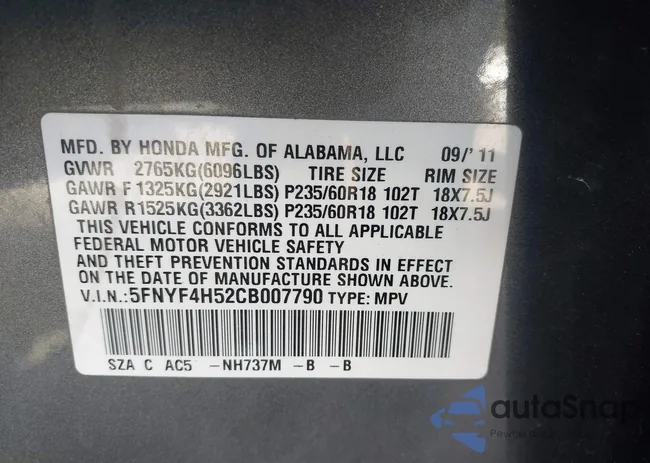 MFD. BY HONDA MFG. OF ALABAMA, LLC 09/'11
GVWR 2765KG(6096LBS) TIRE SIZE RIM SIZE
GAWR F 1325KG(2921LBS) P235/60R18 102T 18X7.5J
GAWR R1525KG(3362LBS) P235/60R18 102T 18X7.5J
THIS VEHICLE CONFORMS TO ALL APPLICABLE
FEDERAL MOTOR VEHICLE SAFETY
AND THEFT PREVENTION STANDARDS IN EFFECT
ON THE DATE OF MANUFACTURE SHOWN ABOVE.
V.I.N.:5FNYF4H52CB007790 TYPE: MPV
SZA C AC5 -NH737M -B -B
autoSnap